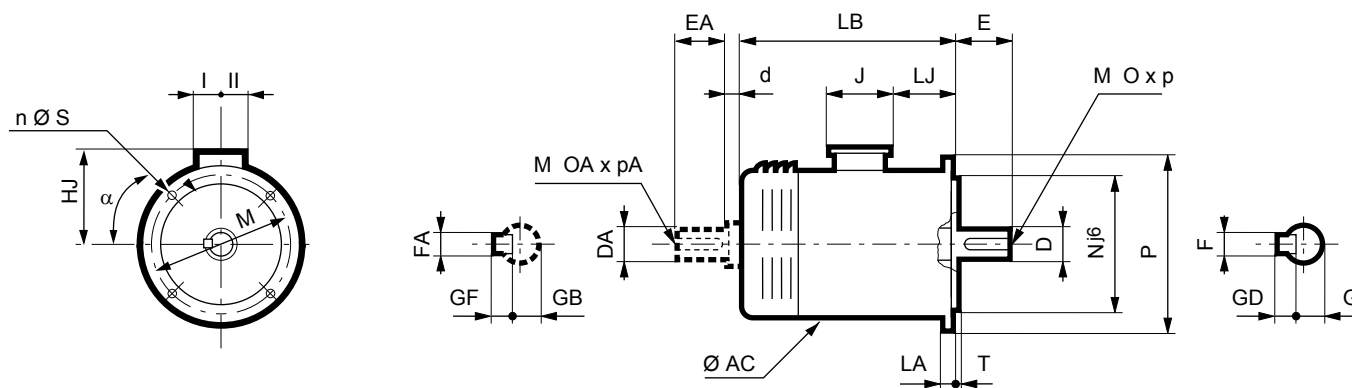 I II
n Ø S
HJ
α
M
EA
LB
E
d
J
LJ
M O x p
M OA x pA
FA
GF
GB
DA
Ø AC
LA
T
D
Nj6
P
F
GD
G